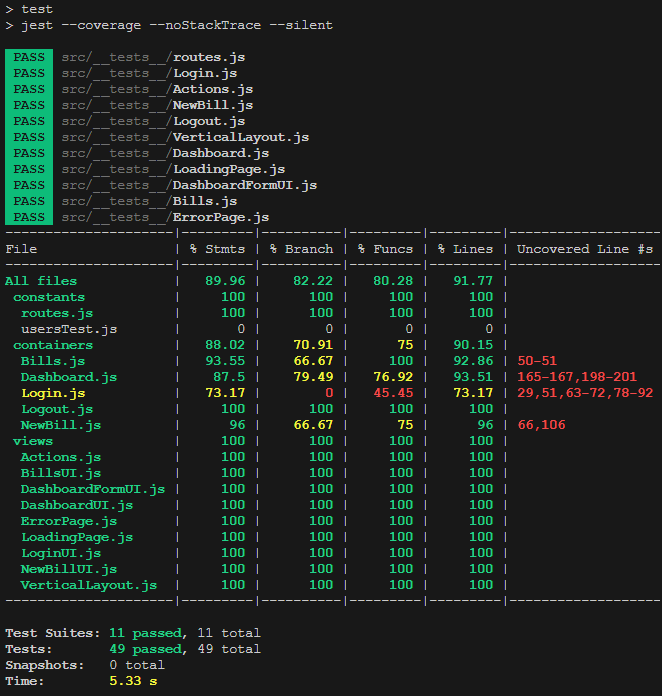 > test
> jest --coverage --noStackTrace --silent
PASS src/__tests__/routes.js
PASS src/__tests__/Login.js
PASS src/__tests__/Actions.js
PASS src/__tests__/NewBill.js
PASS src/__tests__/Logout.js
PASS src/__tests__/VerticalLayout.js
PASS src/__tests__/Dashboard.js
PASS src/__tests__/LoadingPage.js
PASS src/__tests__/DashboardFormUI.js
PASS src/__tests__/Bills.js
PASS src/__tests__/ErrorPage.js
---------------------|---------|----------|---------|---------|-------------------
File                 | % Stmts | % Branch | % Funcs | % Lines | Uncovered Line #s
---------------------|---------|----------|---------|---------|-------------------
All files            |   89.96 |    82.22 |   80.28 |   91.77 |
 constants           |     100 |      100 |     100 |     100 |
  routes.js          |     100 |      100 |     100 |     100 |
  usersTest.js       |       0 |        0 |       0 |       0 |
 containers          |   88.02 |    70.91 |      75 |   90.15 |
  Bills.js           |   93.55 |    66.67 |     100 |   92.86 | 50-51
  Dashboard.js       |    87.5 |    79.49 |   76.92 |   93.51 | 165-167,198-201
  Login.js           |   73.17 |        0 |   45.45 |   73.17 | 29,51,63-72,78-92
  Logout.js          |     100 |      100 |     100 |     100 |
  NewBill.js         |      96 |    66.67 |      75 |      96 | 66,106
 views               |     100 |      100 |     100 |     100 |
  Actions.js         |     100 |      100 |     100 |     100 |
  BillsUI.js         |     100 |      100 |     100 |     100 |
  DashboardFormUI.js |     100 |      100 |     100 |     100 |
  DashboardUI.js     |     100 |      100 |     100 |     100 |
  ErrorPage.js       |     100 |      100 |     100 |     100 |
  LoadingPage.js     |     100 |      100 |     100 |     100 |
  LoginUI.js         |     100 |      100 |     100 |     100 |
  NewBillUI.js       |     100 |      100 |     100 |     100 |
  VerticalLayout.js  |     100 |      100 |     100 |     100 |
---------------------|---------|----------|---------|---------|-------------------
Test Suites: 11 passed, 11 total
Tests:       49 passed, 49 total
Snapshots:   0 total
Time:        5.33 s